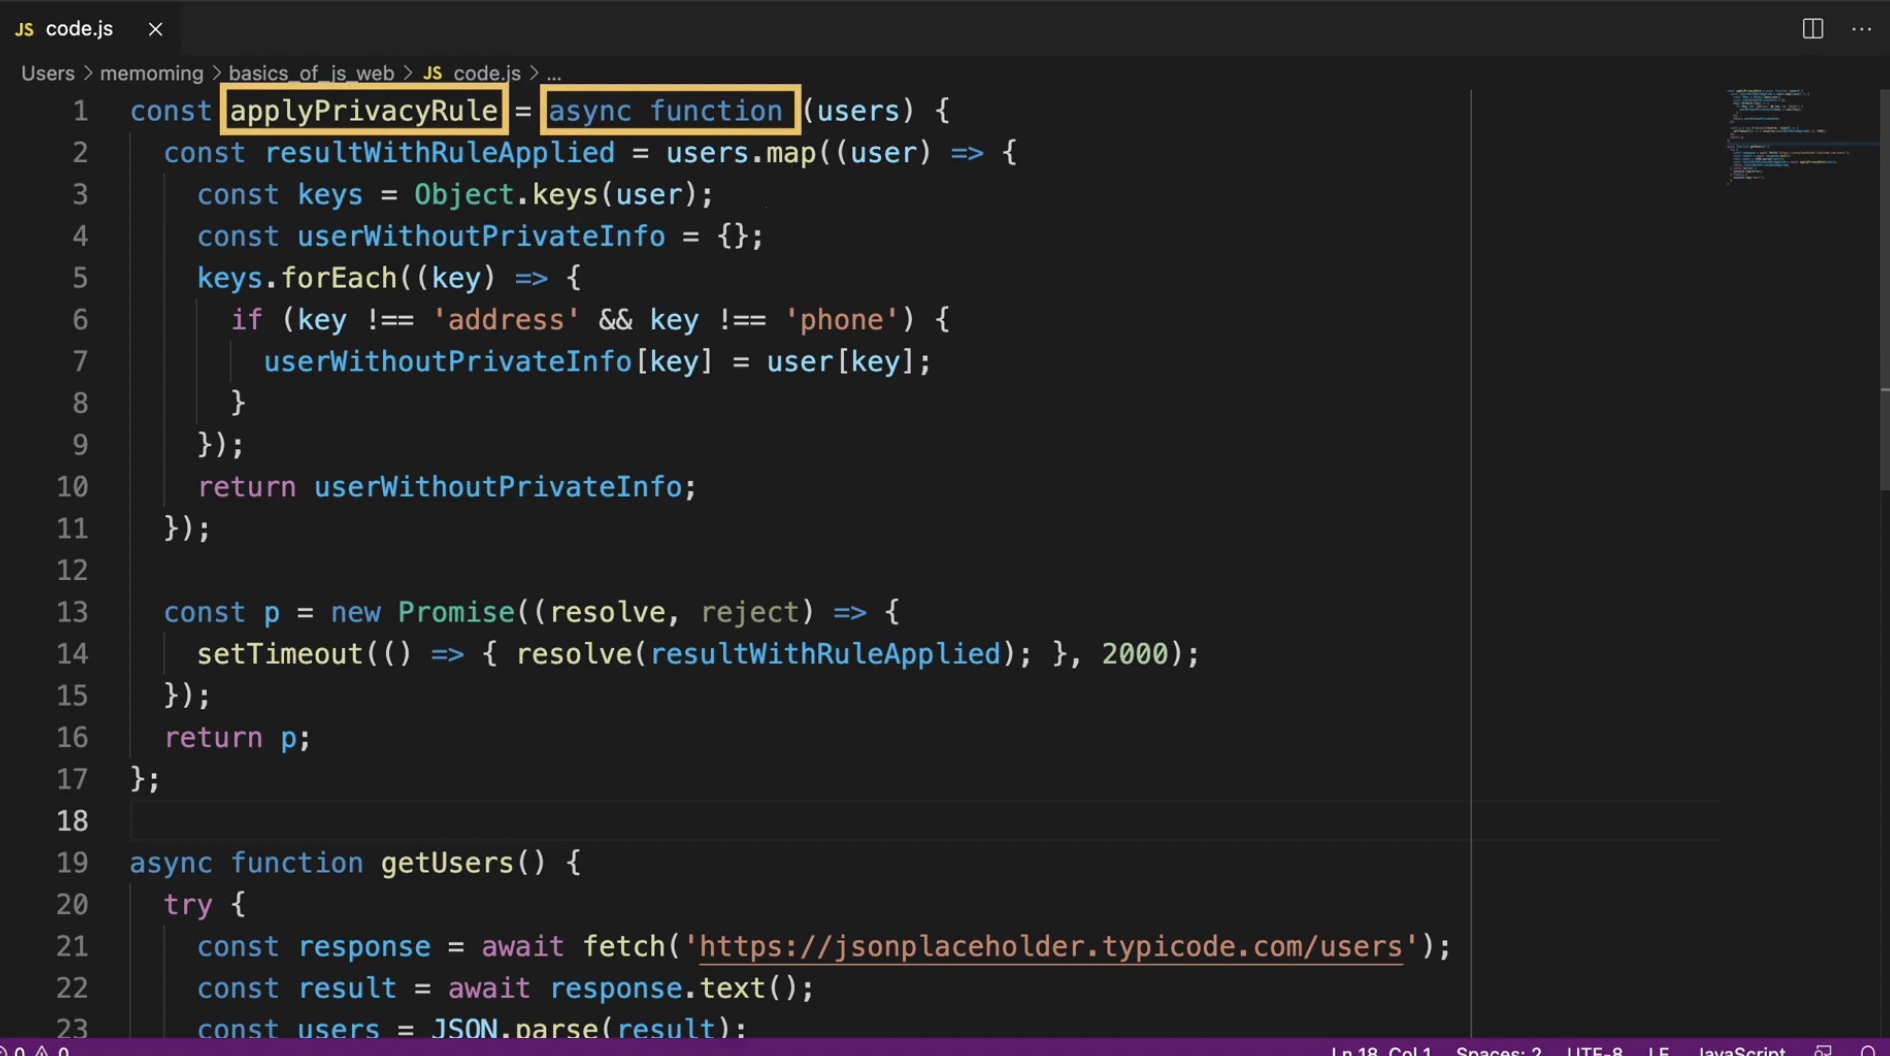 JS code.js ×
Users > memoming > basics_of_js_web > JS code.js > ...
1 const applyPrivacyRule = async function (users) {
2   const resultWithRuleApplied = users.map((user) => {
3     const keys = Object.keys(user);
4     const userWithoutPrivateInfo = {};
5     keys.forEach((key) => {
6       if (key !== 'address' && key !== 'phone') {
7         userWithoutPrivateInfo[key] = user[key];
8       }
9     });
10     return userWithoutPrivateInfo;
11   });
12
13   const p = new Promise((resolve, reject) => {
14     setTimeout(() => { resolve(resultWithRuleApplied); }, 2000);
15   });
16   return p;
17 };
18
19 async function getUsers() {
20   try {
21     const response = await fetch('https://jsonplaceholder.typicode.com/users');
22     const result = await response.text();
23     const users = JSON.parse(result);
0 0 Ln 18, Col 1 Spaces: 2 UTF-8 LF JavaScript